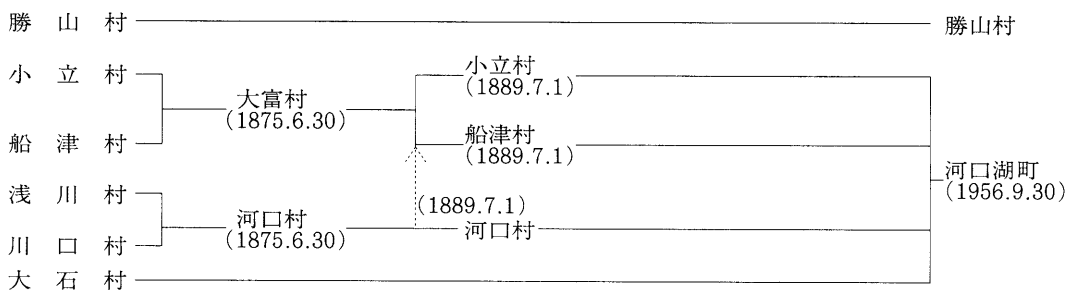 勝山村
勝山村
小立村
小立村
(1889.7.1)
大富村
(1875.6.30)
船津村
船津村
(1889.7.1)
河口湖町
(1956.9.30)
浅川村
(1889.7.1)
河口村
(1875.6.30)
河口村
川口村
大石村